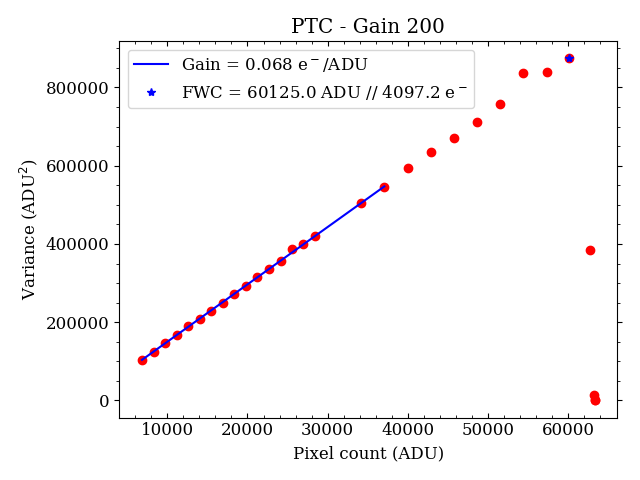 PTC - Gain 200
Gain = 0.068 e⁻/ADU
FWC = 60125.0 ADU // 4097.2 e⁻
Variance (ADU²)
800000
600000
400000
200000
0
10000 20000 30000 40000 50000 60000
Pixel count (ADU)